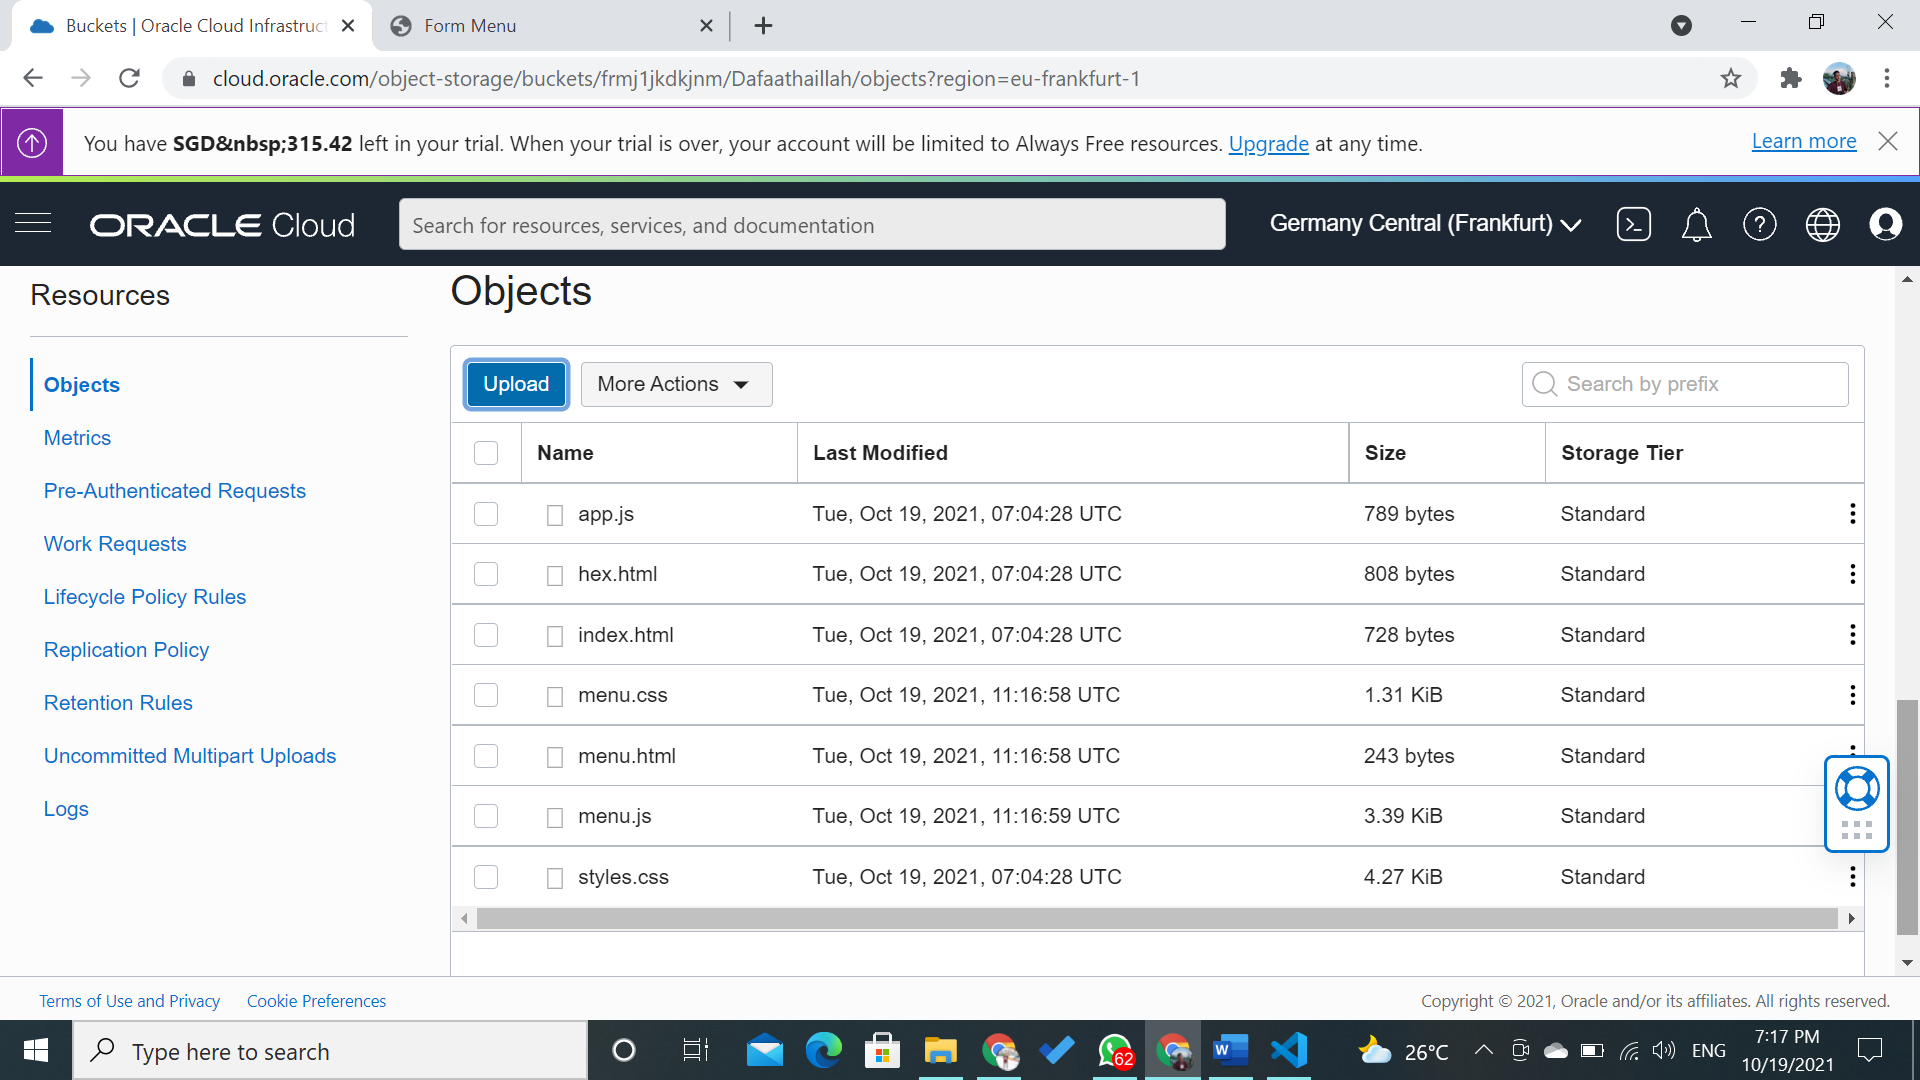 Buckets | Oracle Cloud Infrastruct
Form Menu
cloud.oracle.com/object-storage/buckets/frmj1jkdkjnm/Dafaathaillah/objects?region=eu-frankfurt-1
You have SGD&nbsp;315.42 left in your trial. When your trial is over, your account will be limited to Always Free resources. Upgrade at any time.
Learn more
ORACLE Cloud
Search for resources, services, and documentation
Germany Central (Frankfurt)
Resources
Objects
Metrics
Pre-Authenticated Requests
Work Requests
Lifecycle Policy Rules
Replication Policy
Retention Rules
Uncommitted Multipart Uploads
Logs
Objects
Upload
More Actions
Search by prefix
Name Last Modified Size Storage Tier
app.js Tue, Oct 19, 2021, 07:04:28 UTC 789 bytes Standard
hex.html Tue, Oct 19, 2021, 07:04:28 UTC 808 bytes Standard
index.html Tue, Oct 19, 2021, 07:04:28 UTC 728 bytes Standard
menu.css Tue, Oct 19, 2021, 11:16:58 UTC 1.31 KiB Standard
menu.html Tue, Oct 19, 2021, 11:16:58 UTC 243 bytes Standard
menu.js Tue, Oct 19, 2021, 11:16:59 UTC 3.39 KiB Standard
styles.css Tue, Oct 19, 2021, 07:04:28 UTC 4.27 KiB Standard
Terms of Use and Privacy
Cookie Preferences
Copyright © 2021, Oracle and/or its affiliates. All rights reserved.
Type here to search
62
W
26°C
ENG
7:17 PM
10/19/2021